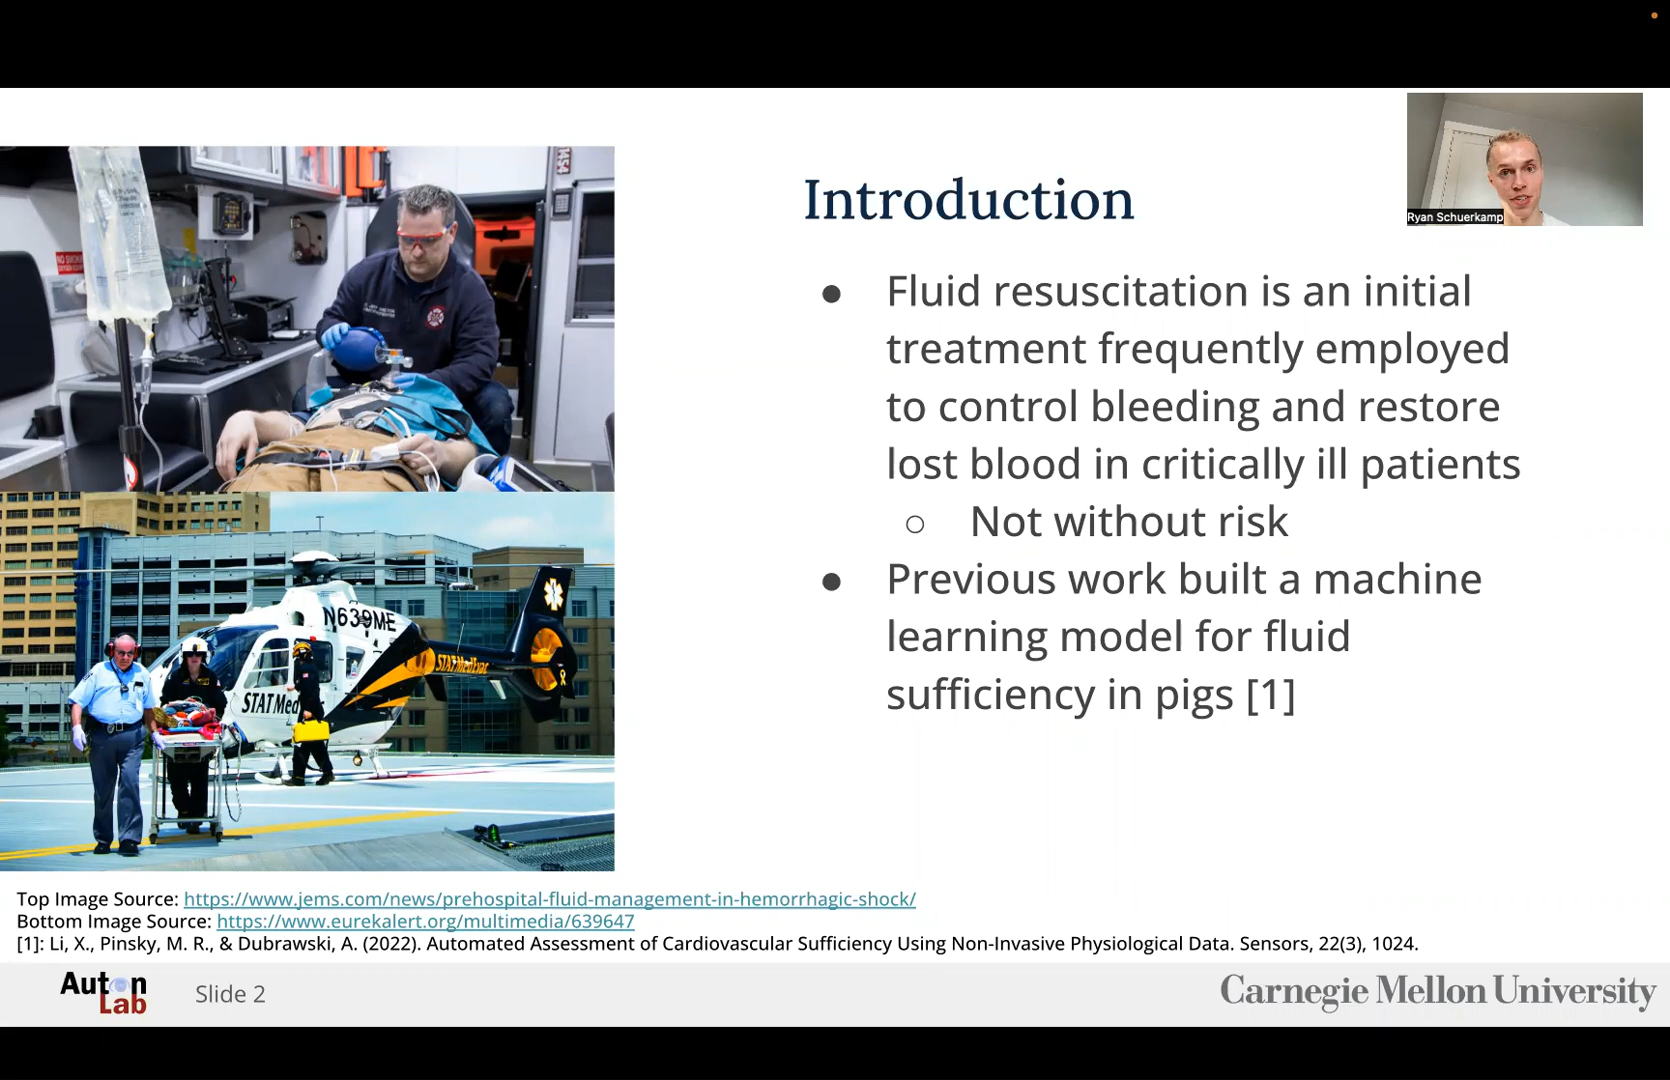 Introduction
Ryan Schuerkamp
● Fluid resuscitation is an initial
treatment frequently employed
to control bleeding and restore
lost blood in critically ill patients
○ Not without risk
● Previous work built a machine
learning model for fluid
sufficiency in pigs [1]
N639ME
STATMedEvac
STAT Med
Top Image Source: https://www.jems.com/news/prehospital-fluid-management-in-hemorrhagic-shock/
Bottom Image Source: https://www.eurekalert.org/multimedia/639647
[1]: Li, X., Pinsky, M. R., & Dubrawski, A. (2022). Automated Assessment of Cardiovascular Sufficiency Using Non-Invasive Physiological Data. Sensors, 22(3), 1024.
Auton
Lab
Slide 2
Carnegie Mellon University